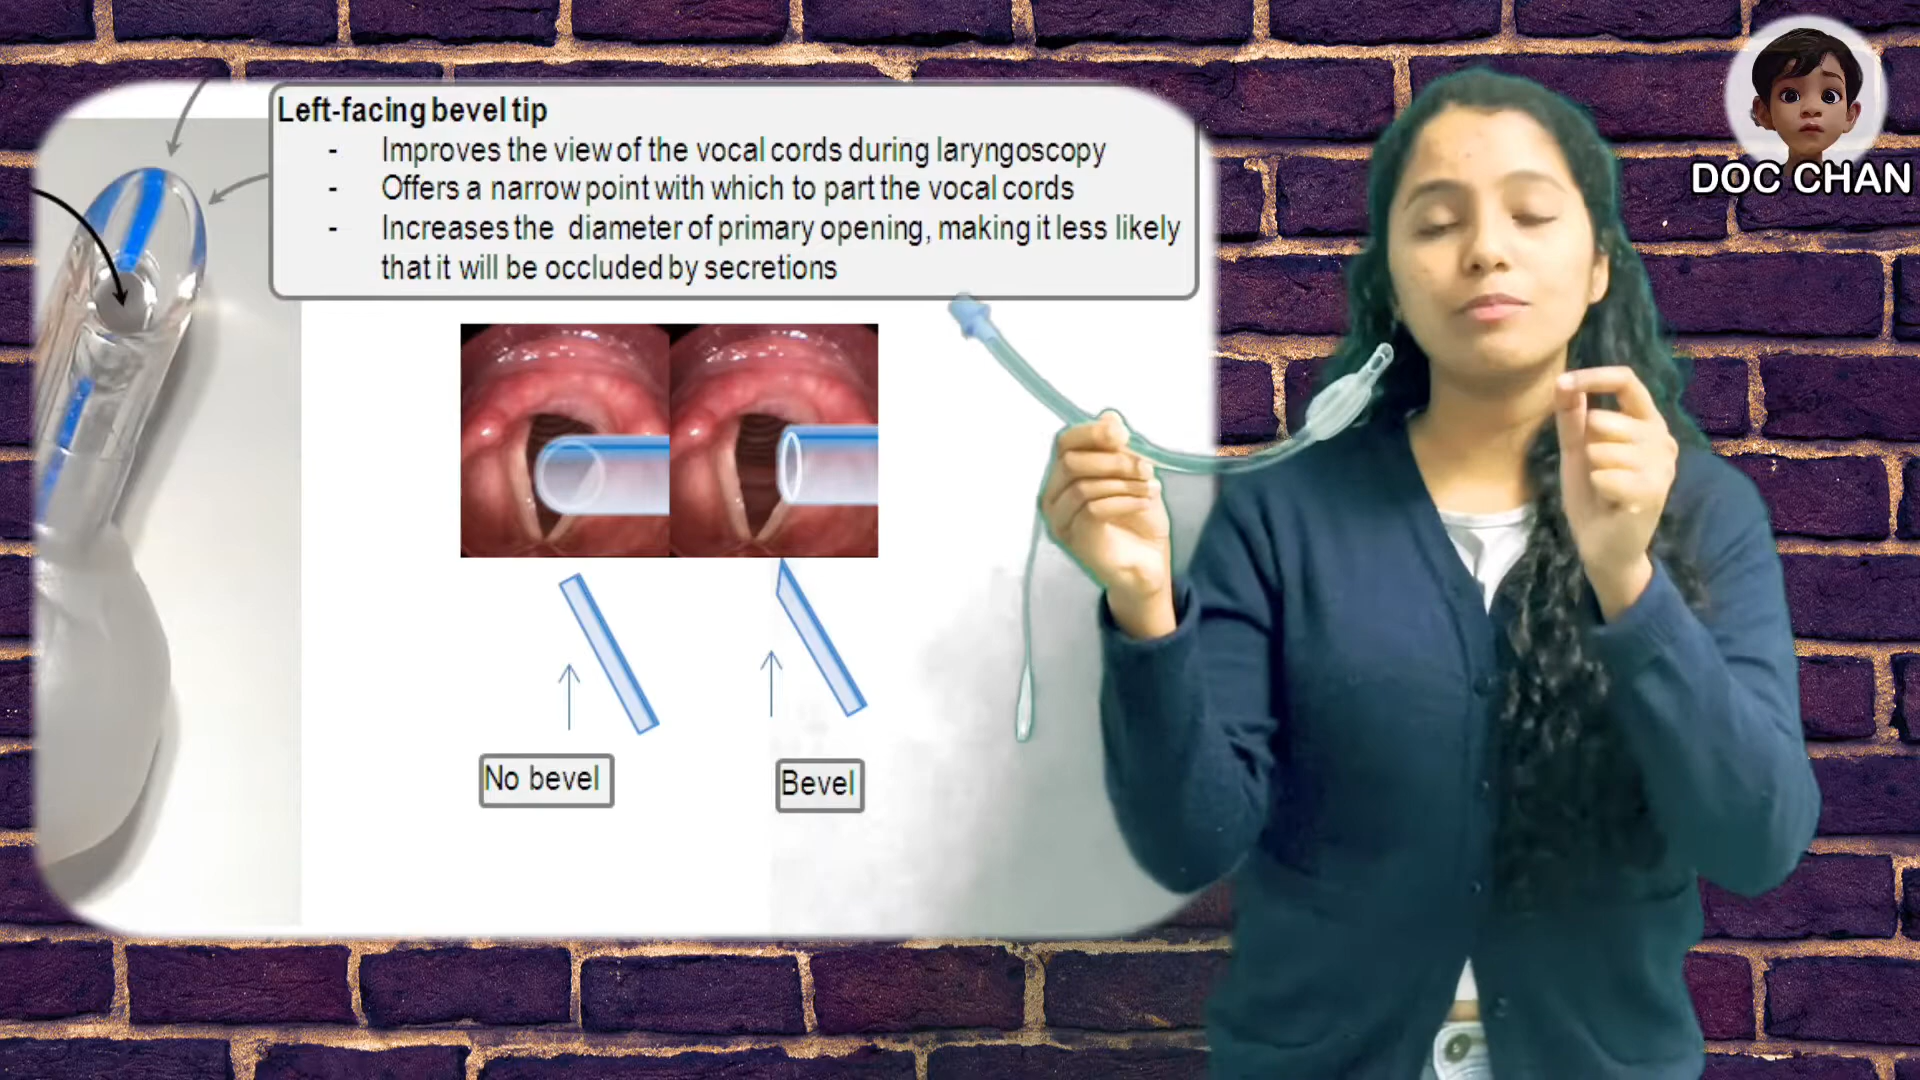 Left-facing bevel tip
- Improves the view of the vocal cords during laryngoscopy
- Offers a narrow point with which to part the vocal cords
- Increases the diameter of primary opening, making it less likely
that it will be occluded by secretions
DOC CHAN
No bevel
Bevel